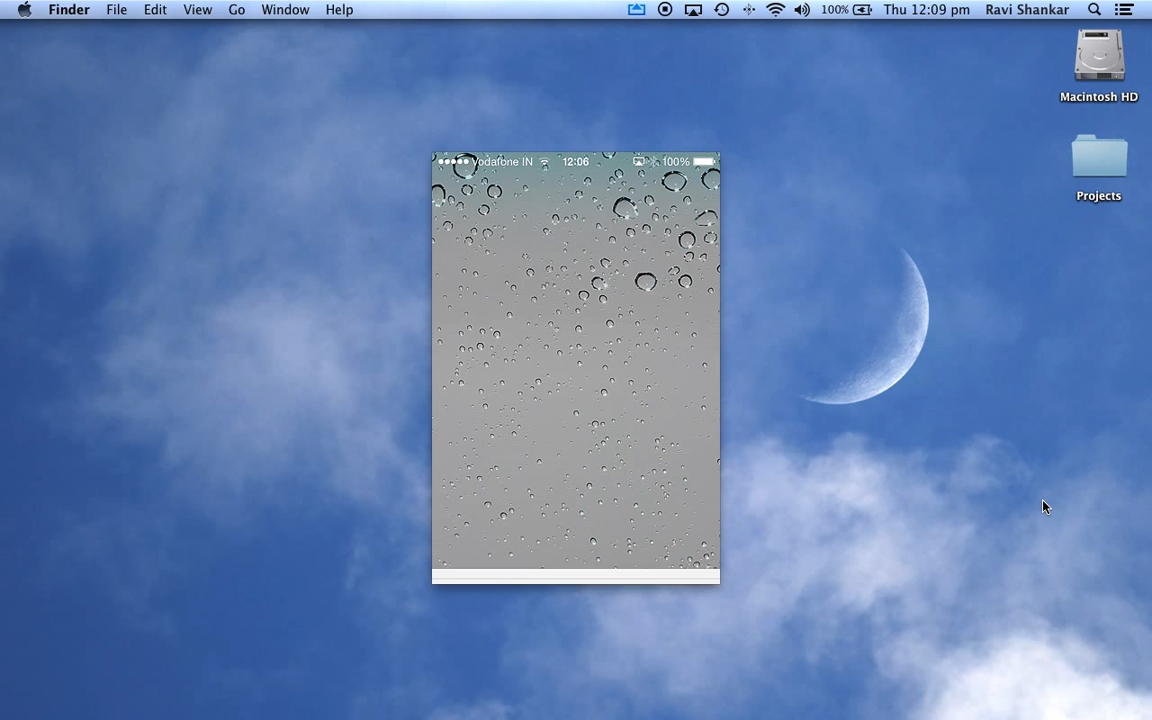 Finder File Edit View Go Window Help 100% Thu 12:09 pm Ravi Shankar
Macintosh HD
Projects
Vodafone IN 12:06 100%